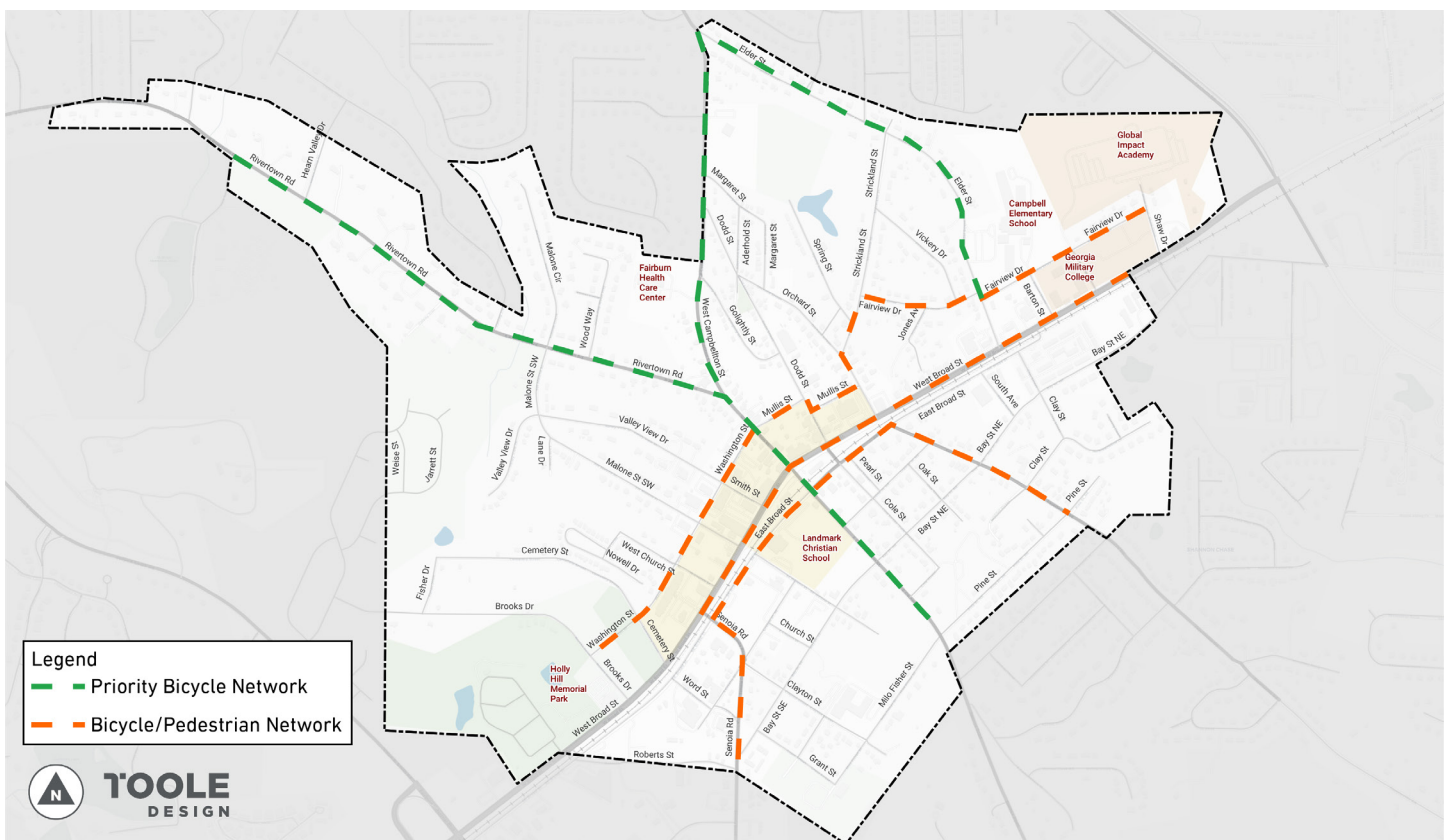 Elder St
Hearn Valley Dr
Rivertown Rd
Global
Impact
Academy
Strickland St
Margaret St
Elder St
Campbell
Elementary
School
Fairview Dr
Shaw Dr
Dodd St
Aderhold St
Margaret St
Spring St
Strickland St
Vickery Dr
Rivertown Rd
Malone Cir
Fairburn
Health
Care
Center
Georgia
Military
College
Fairview Dr
Barton St
Orchard St
Fairview Dr
Jones Av
West Campbellton St
Golightly St
Wood Way
Bay St NE
Rivertown Rd
Dodd St
West Broad St
Malone St SW
Mullis St
Mullis St
South Ave
East Broad St
Clay St
Valley View Dr
Washington St
Bay St NE
Weise St
Jarrett St
Valley View Dr
Lane Dr
Malone St SW
Smith St
Pearl St
Oak St
Clay St
Pine St
Cole St
Bay St NE
East Broad St
Landmark
Christian
School
Cemetery St
West Church St
Nowell Dr
Fisher Dr
Pine St
Brooks Dr
Washington St
Cemetery St
Senoia Rd
Church St
Holly
Hill
Memorial
Park
Brooks Dr
Word St
Clayton St
Milo Fisher St
West Broad St
Bay St SE
Senoia Rd
Roberts St
Grant St
Legend
Priority Bicycle Network
Bicycle/Pedestrian Network
N
TOOLE
DESIGN